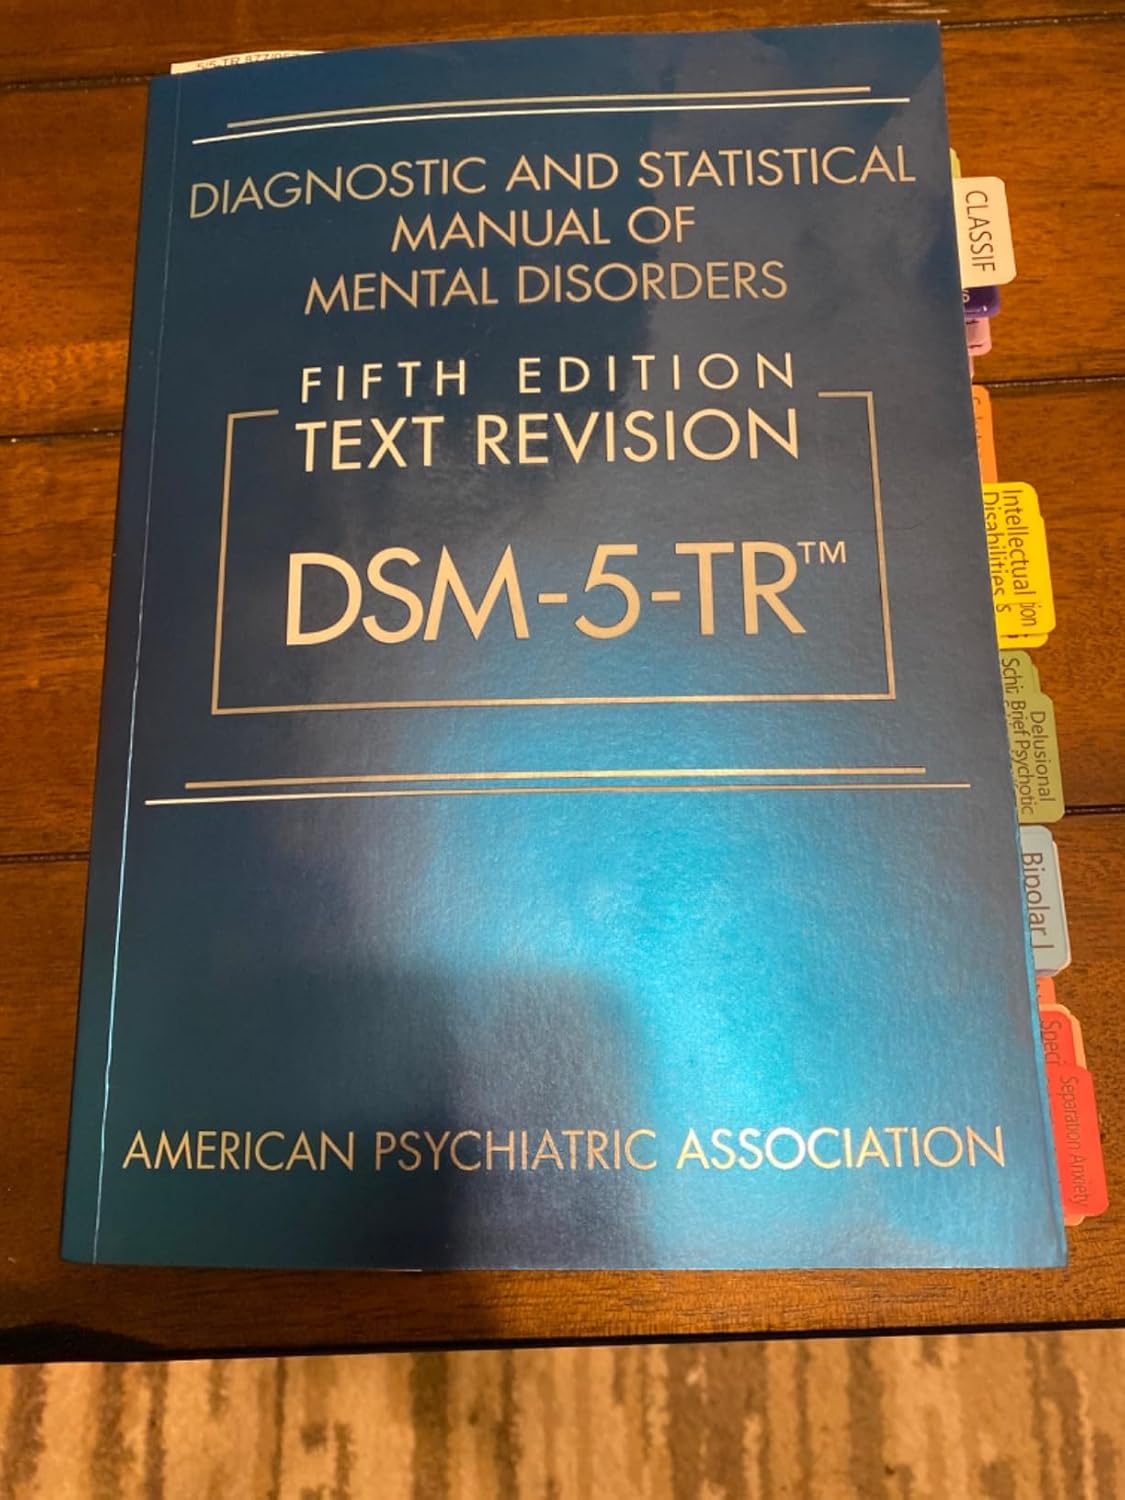 DIAGNOSTIC AND STATISTICAL
MANUAL OF
MENTAL DISORDERS
FIFTH EDITION
TEXT REVISION
DSM-5-TR™
AMERICAN PSYCHIATRIC ASSOCIATION
CLASSIF
Intellectual
Disabilities
Delusional
Brief Psychotic
Bipolar I
Separation Anxiety